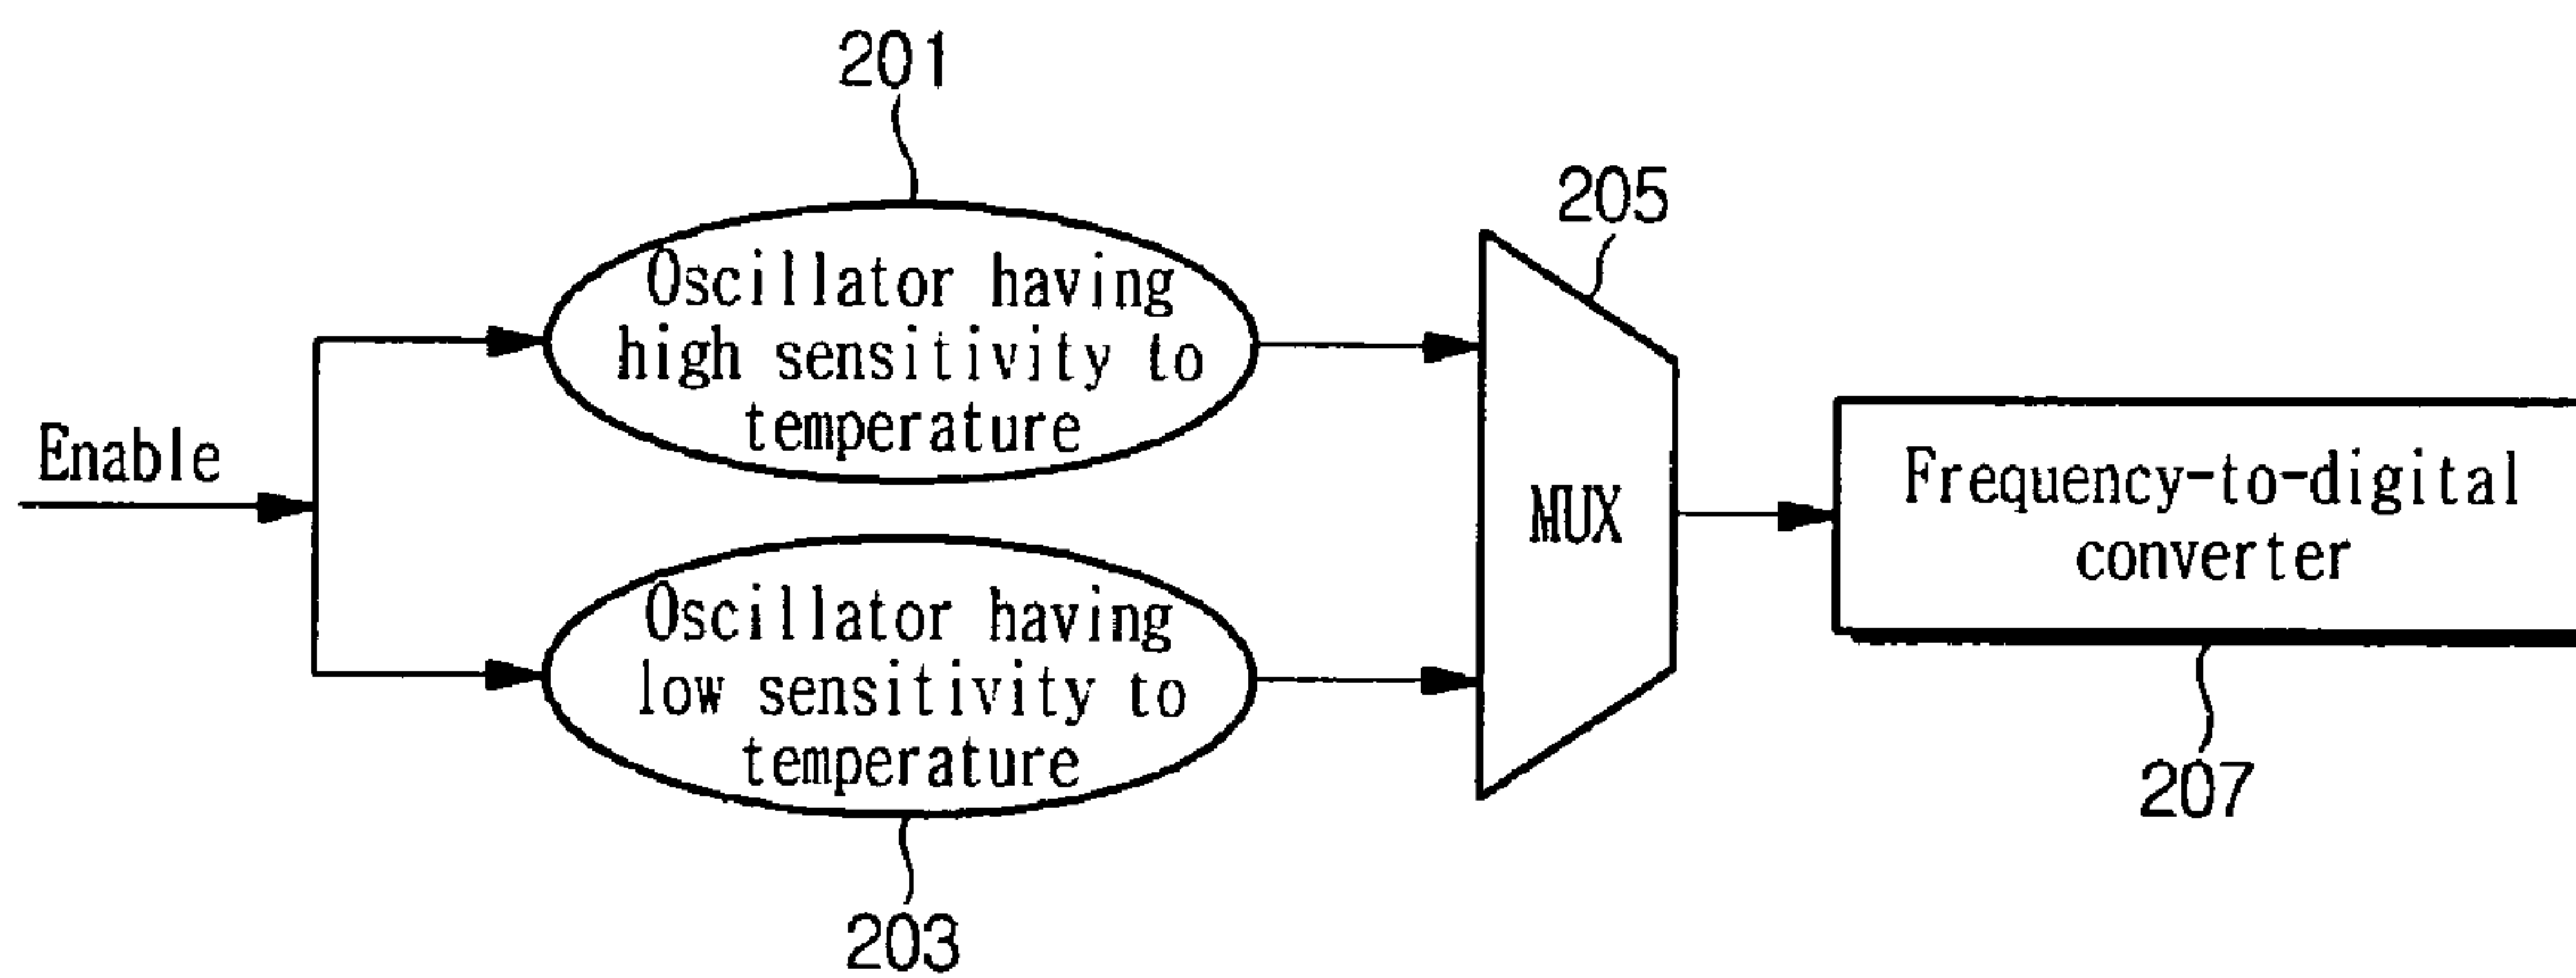 201
Oscillator having
high sensitivity to
temperature
205
Enable
MUX
Frequency-to-digital
converter
Oscillator having
low sensitivity to
temperature
207
203